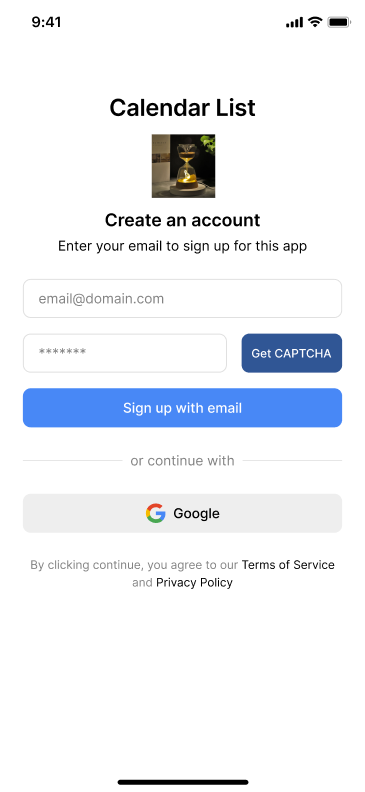 9:41
Calendar List
Create an account
Enter your email to sign up for this app
email@domain.com
*******
Get CAPTCHA
Sign up with email
or continue with
Google
By clicking continue, you agree to our Terms of Service
and Privacy Policy